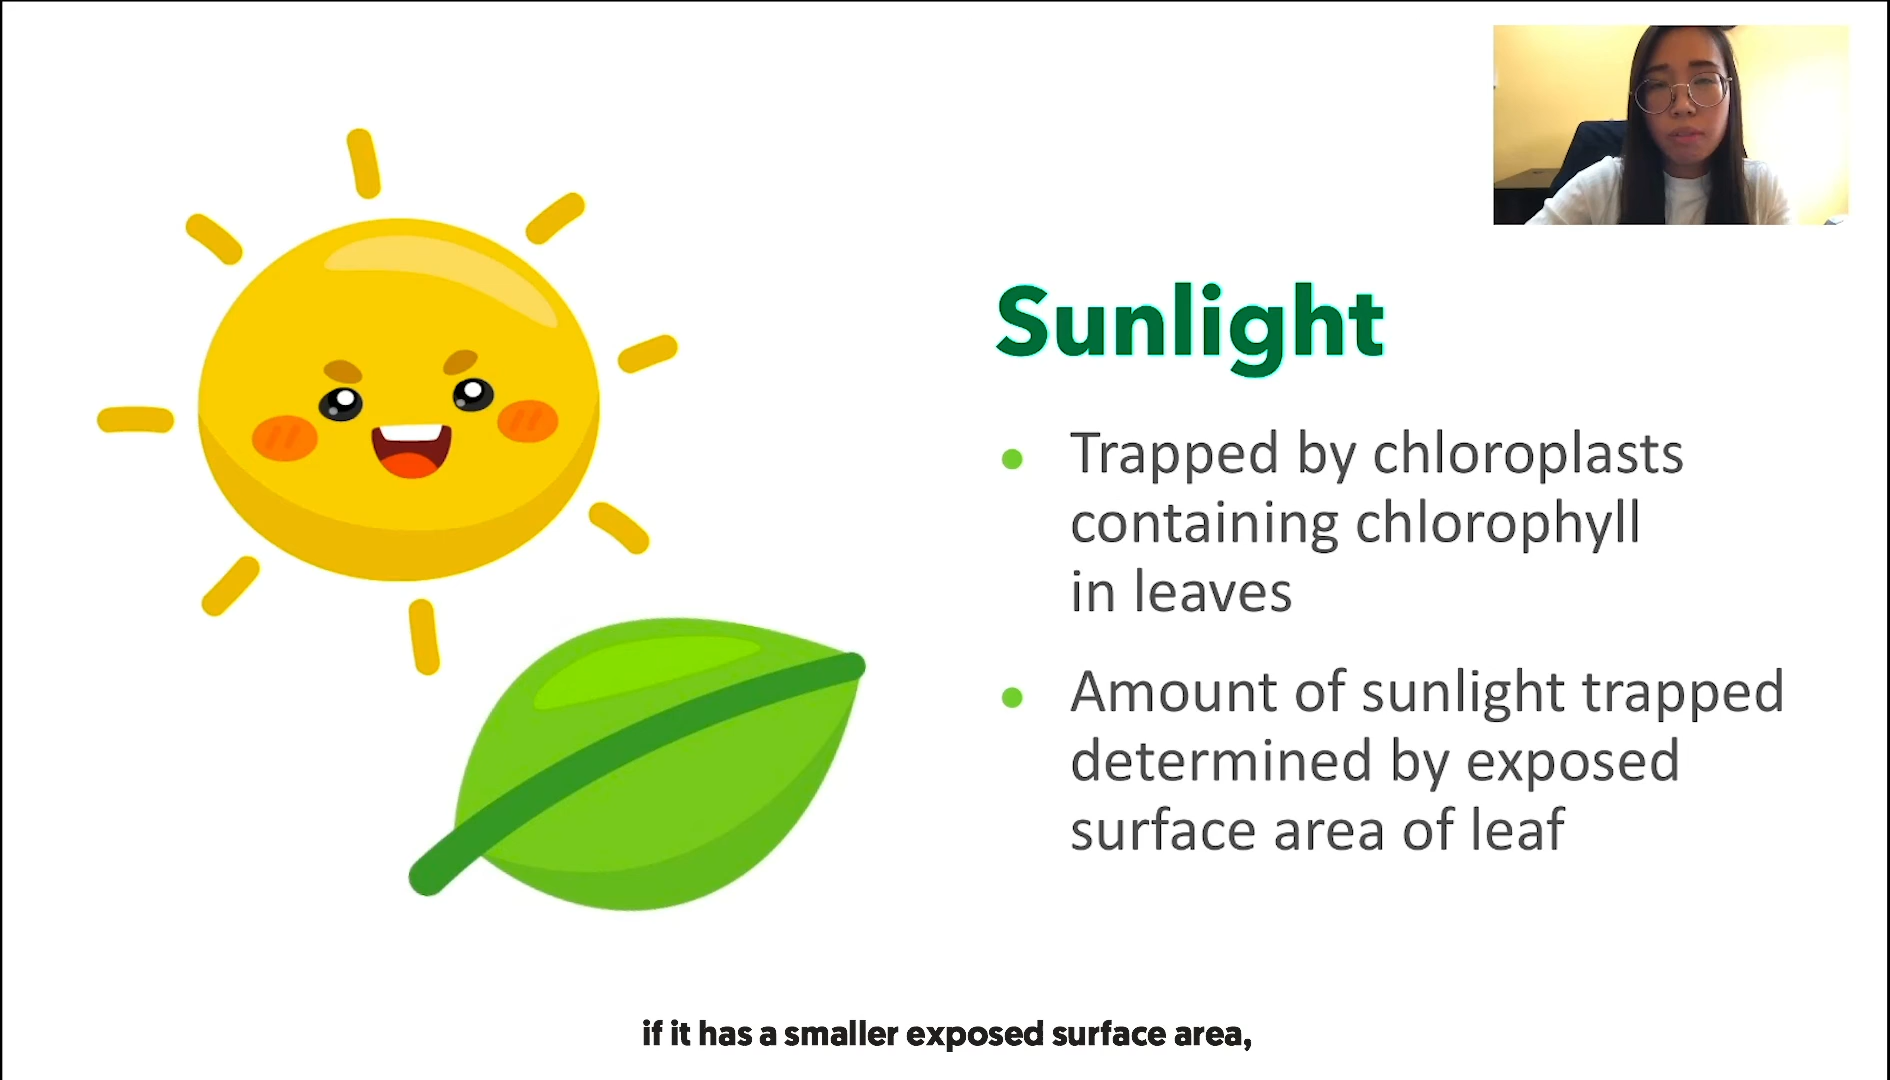 Sunlight
Trapped by chloroplasts
containing chlorophyll
in leaves
Amount of sunlight trapped
determined by exposed
surface area of leaf
if it has a smaller exposed surface area,